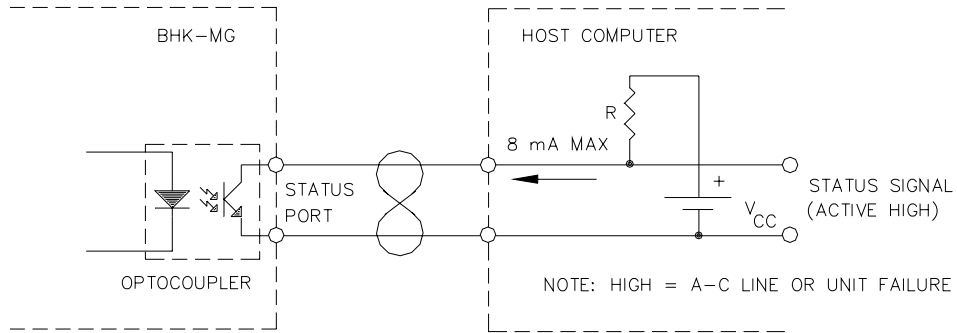 BHK-MG
HOST COMPUTER
R
8 mA MAX
+
STATUS
PORT
VCC
STATUS SIGNAL
(ACTIVE HIGH)
OPTOCOUPLER
NOTE: HIGH = A-C LINE OR UNIT FAILURE